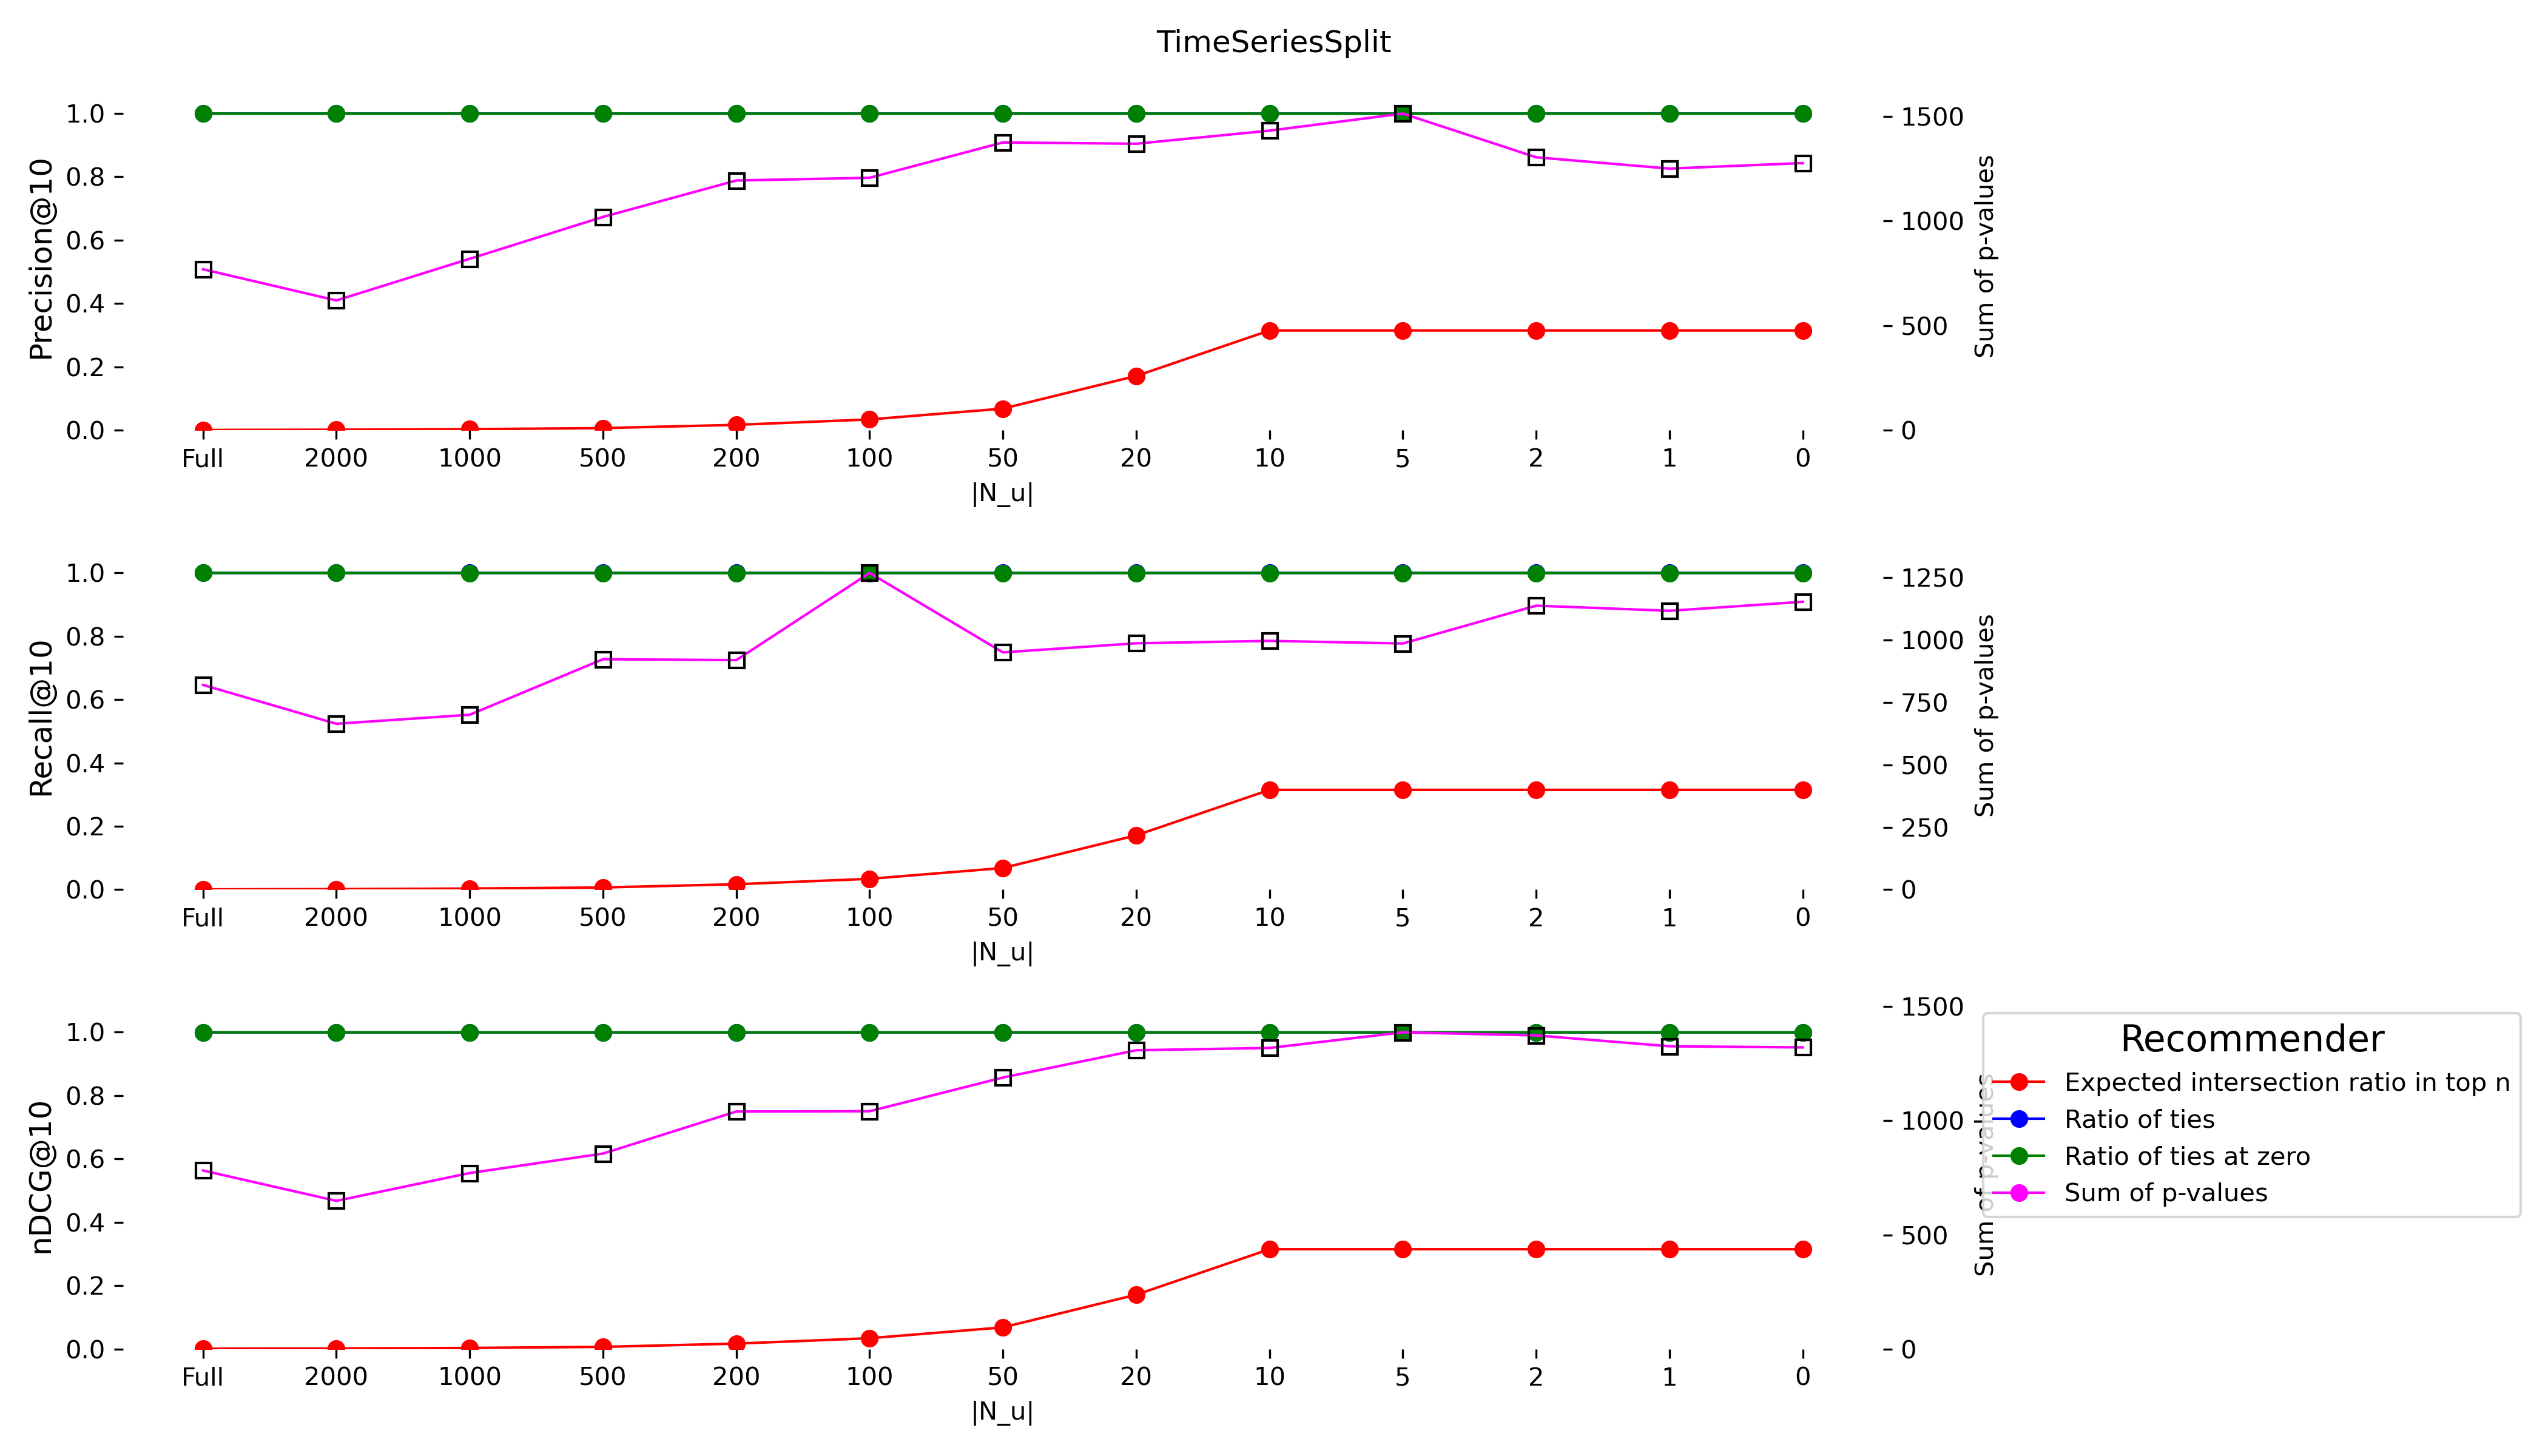 TimeSeriesSplit
Precision@10
1.0
0.8
0.6
0.4
0.2
0.0
1500
1000
500
0
Sum of p-values
Full 2000 1000 500 200 100 50 20 10 5 2 1 0
|N_u|
Recall@10
1.0
0.8
0.6
0.4
0.2
0.0
1250
1000
750
500
250
0
Sum of p-values
Full 2000 1000 500 200 100 50 20 10 5 2 1 0
|N_u|
nDCG@10
1.0
0.8
0.6
0.4
0.2
0.0
1500
1000
500
0
Sum of p-values
Full 2000 1000 500 200 100 50 20 10 5 2 1 0
|N_u|
Recommender
Expected intersection ratio in top n
Ratio of ties
Ratio of ties at zero
Sum of p-values